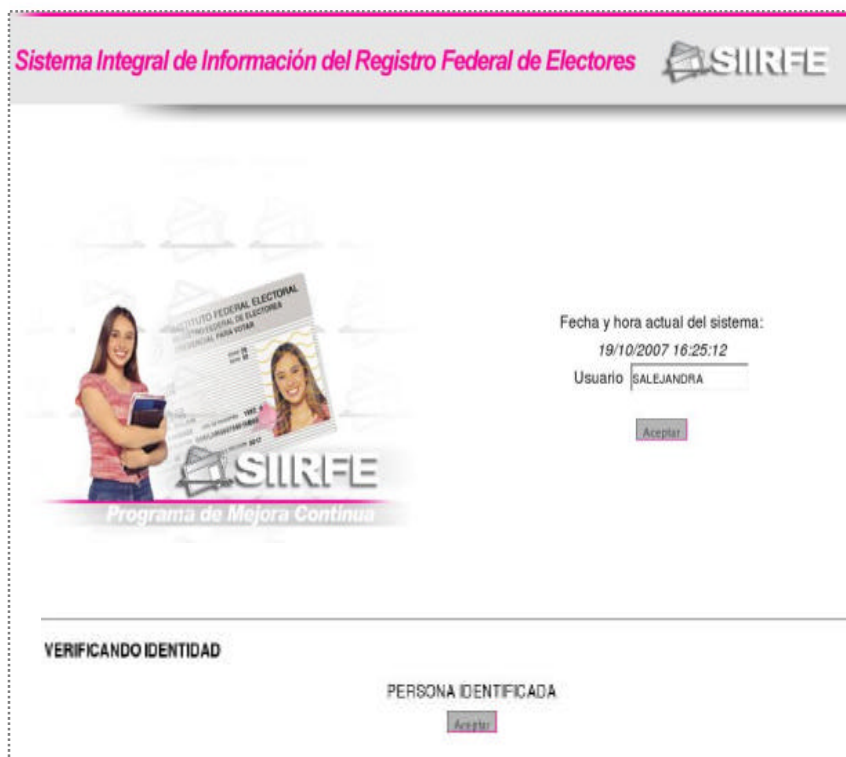 Sistema Integral de Información del Registro Federal de Electores
SIIRFE
INSTITUTO FEDERAL ELECTORAL
REGISTRO FEDERAL DE ELECTORES
CREDENCIAL PARA VOTAR
SIIRFE
Programa de Mejora Continua
Fecha y hora actual del sistema:
19/10/2007 16:25:12
Usuario SALEJANDRA
Aceptar
VERIFICANDO IDENTIDAD
PERSONA IDENTIFICADA
Aceptar